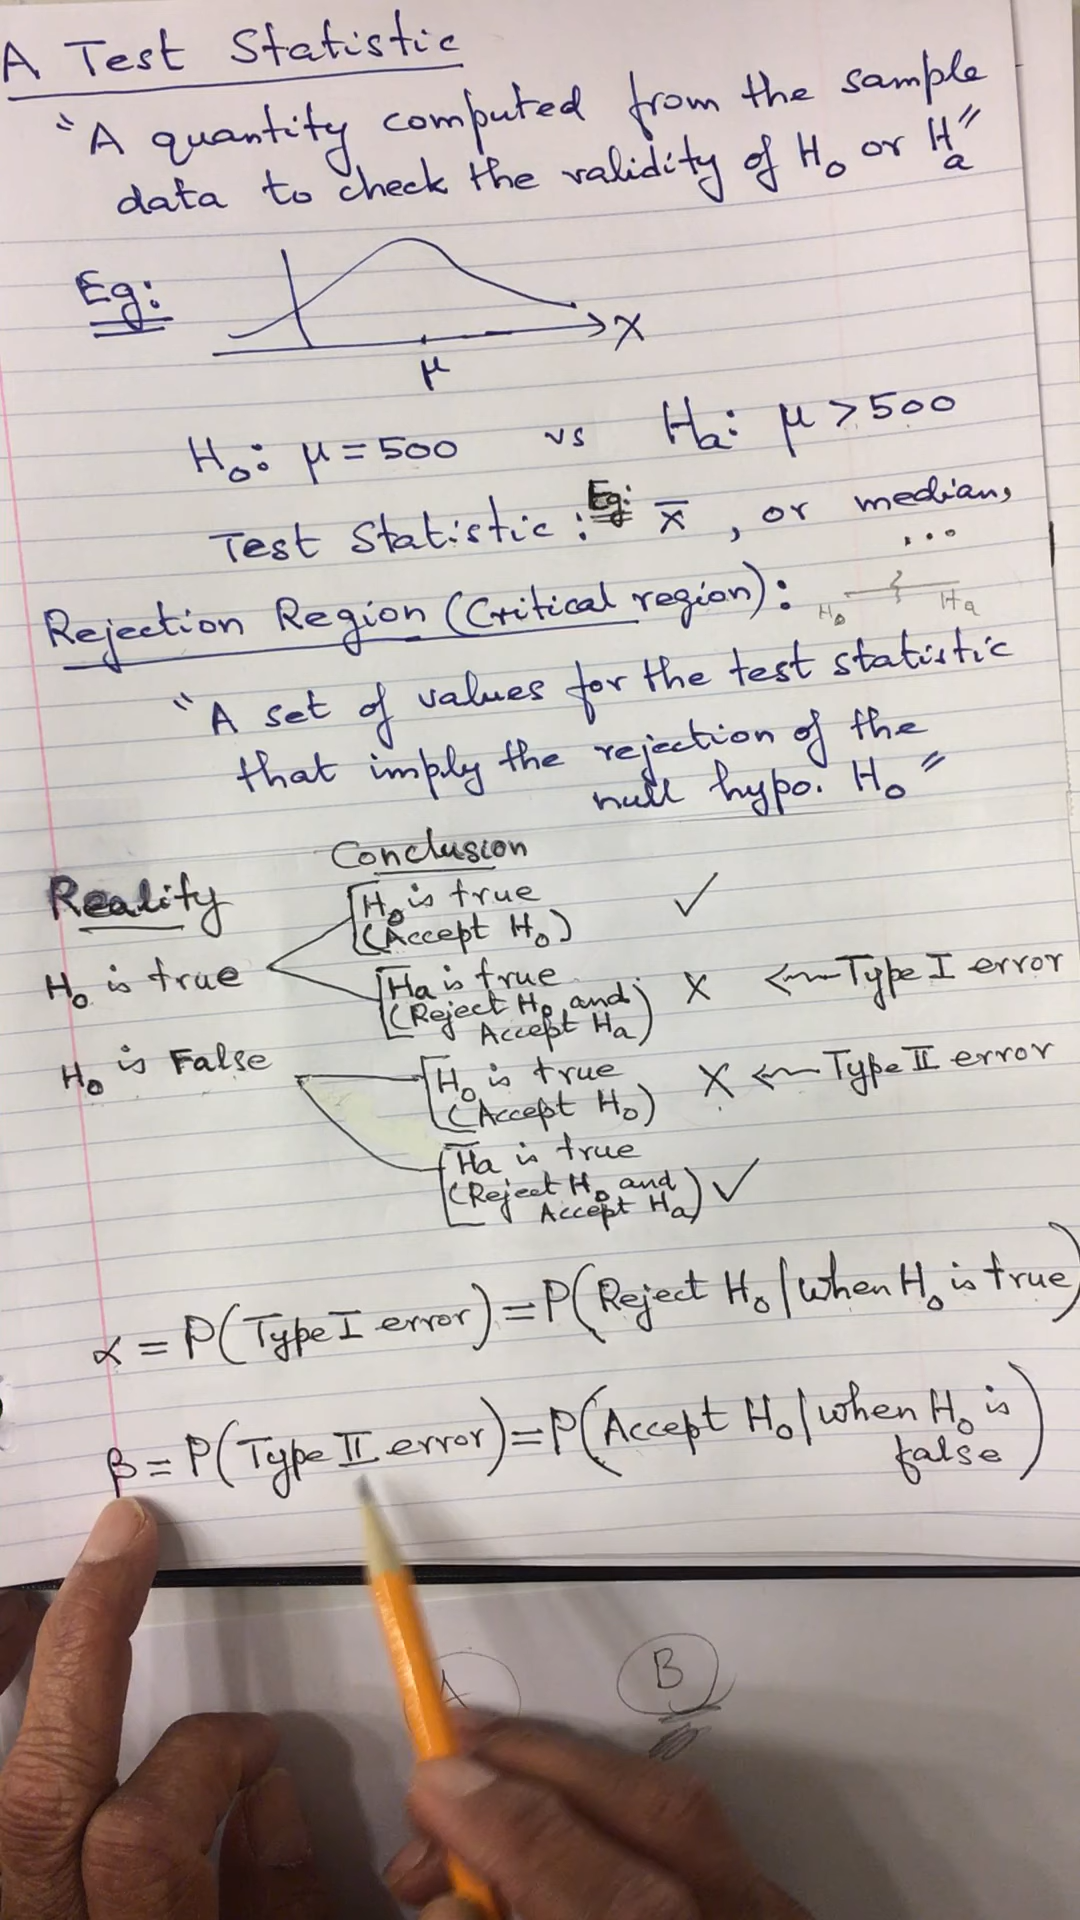 A Test Statistic
"A quantity computed from the sample
data to check the validity of H₀ or Hₐ"
Eg:
X
μ
H₀: μ = 500 vs Hₐ: μ > 500
Test Statistic: Eg: x̄, or median,
...
Rejection Region (Critical region):
H₀ Hₐ
"A set of values for the test statistic
that imply the rejection of the
null hypo. H₀"
Conclusion
Reality
H₀ is true
(Accept H₀) ✓
H₀ is true
Ha is true
(Reject H₀ and
Accept Ha) X ← Type I error
H₀ is False
H₀ is true
(Accept H₀) X ← Type II error
Ha is true
(Reject H₀ and
Accept Ha) ✓
α = P(Type I error) = P(Reject H₀ / when H₀ is true)
β = P(Type II error) = P(Accept H₀ / when H₀ is
false)
A B